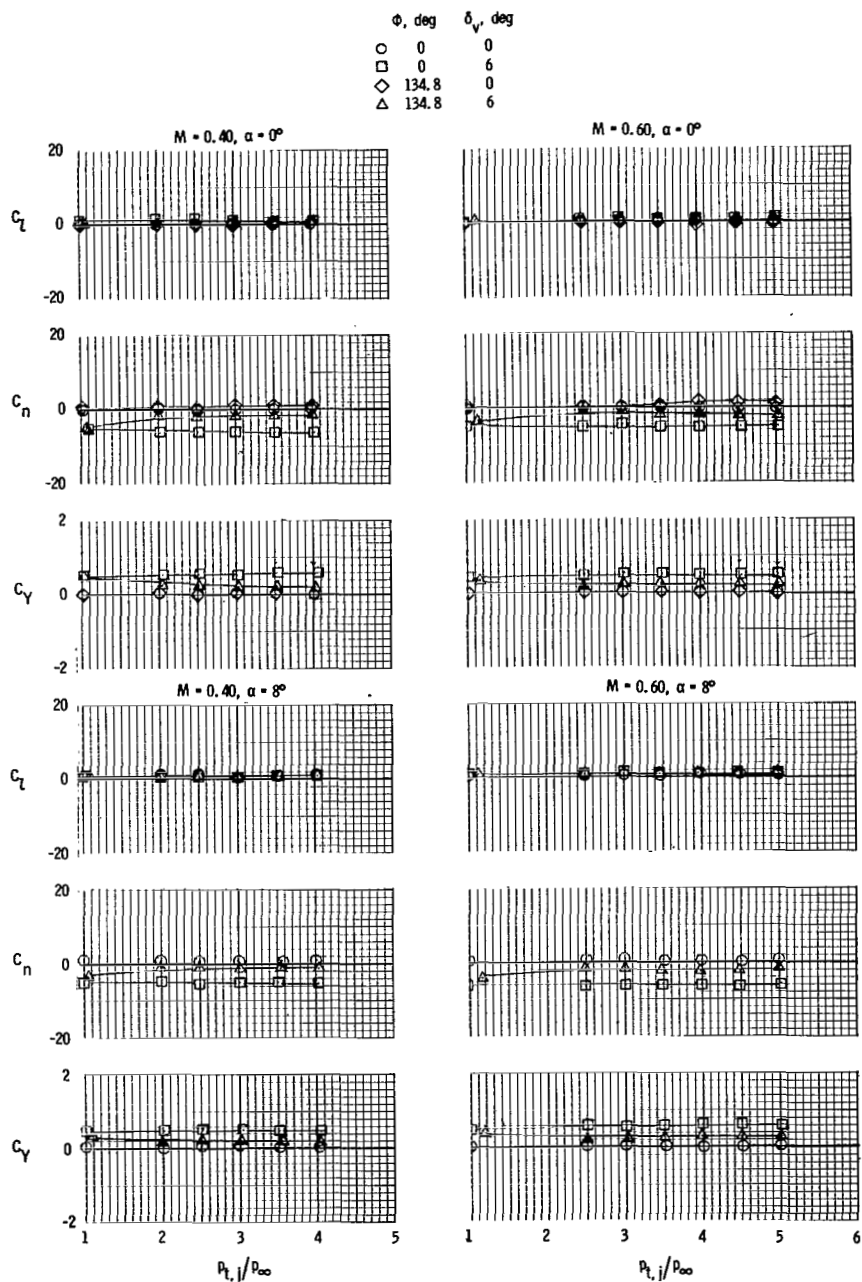 Φ, deg δv, deg
○ 0 0
□ 0 6
◇ 134.8 0
△ 134.8 6
M = 0.40, α = 0° M = 0.60, α = 0°
20
Cl 0
-20
20
Cn 0
-20
2
CY 0
-2
M = 0.40, α = 8° M = 0.60, α = 8°
20
Cl 0
-20
20
Cn 0
-20
2
CY 0
-2
1 2 3 4 5 1 2 3 4 5 6
pt, j/p∞ pt, j/p∞